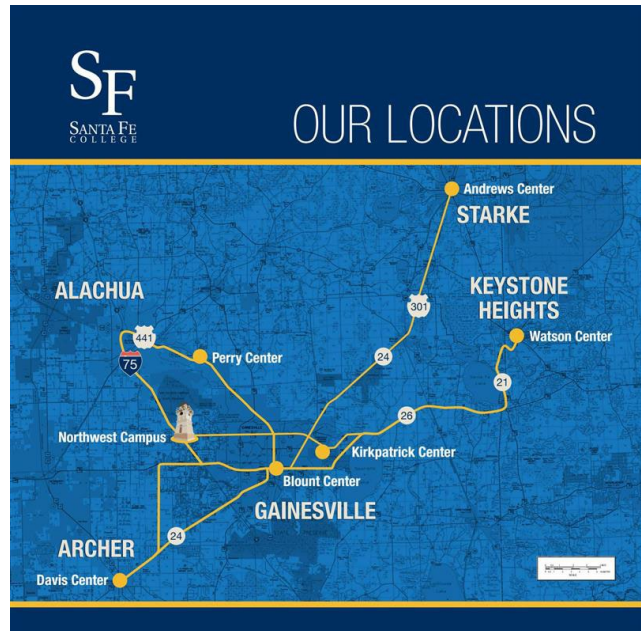 SF
SANTA FE
COLLEGE
OUR LOCATIONS
Andrews Center
STARKE
ALACHUA
KEYSTONE
HEIGHTS
301
441
Watson Center
75
Perry Center
24
21
26
Northwest Campus
Kirkpatrick Center
Blount Center
GAINESVILLE
24
ARCHER
Davis Center